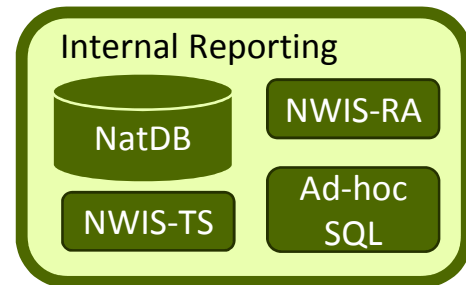 Internal Reporting
NatDB
NWIS-RA
NWIS-TS
Ad-hoc
SQL